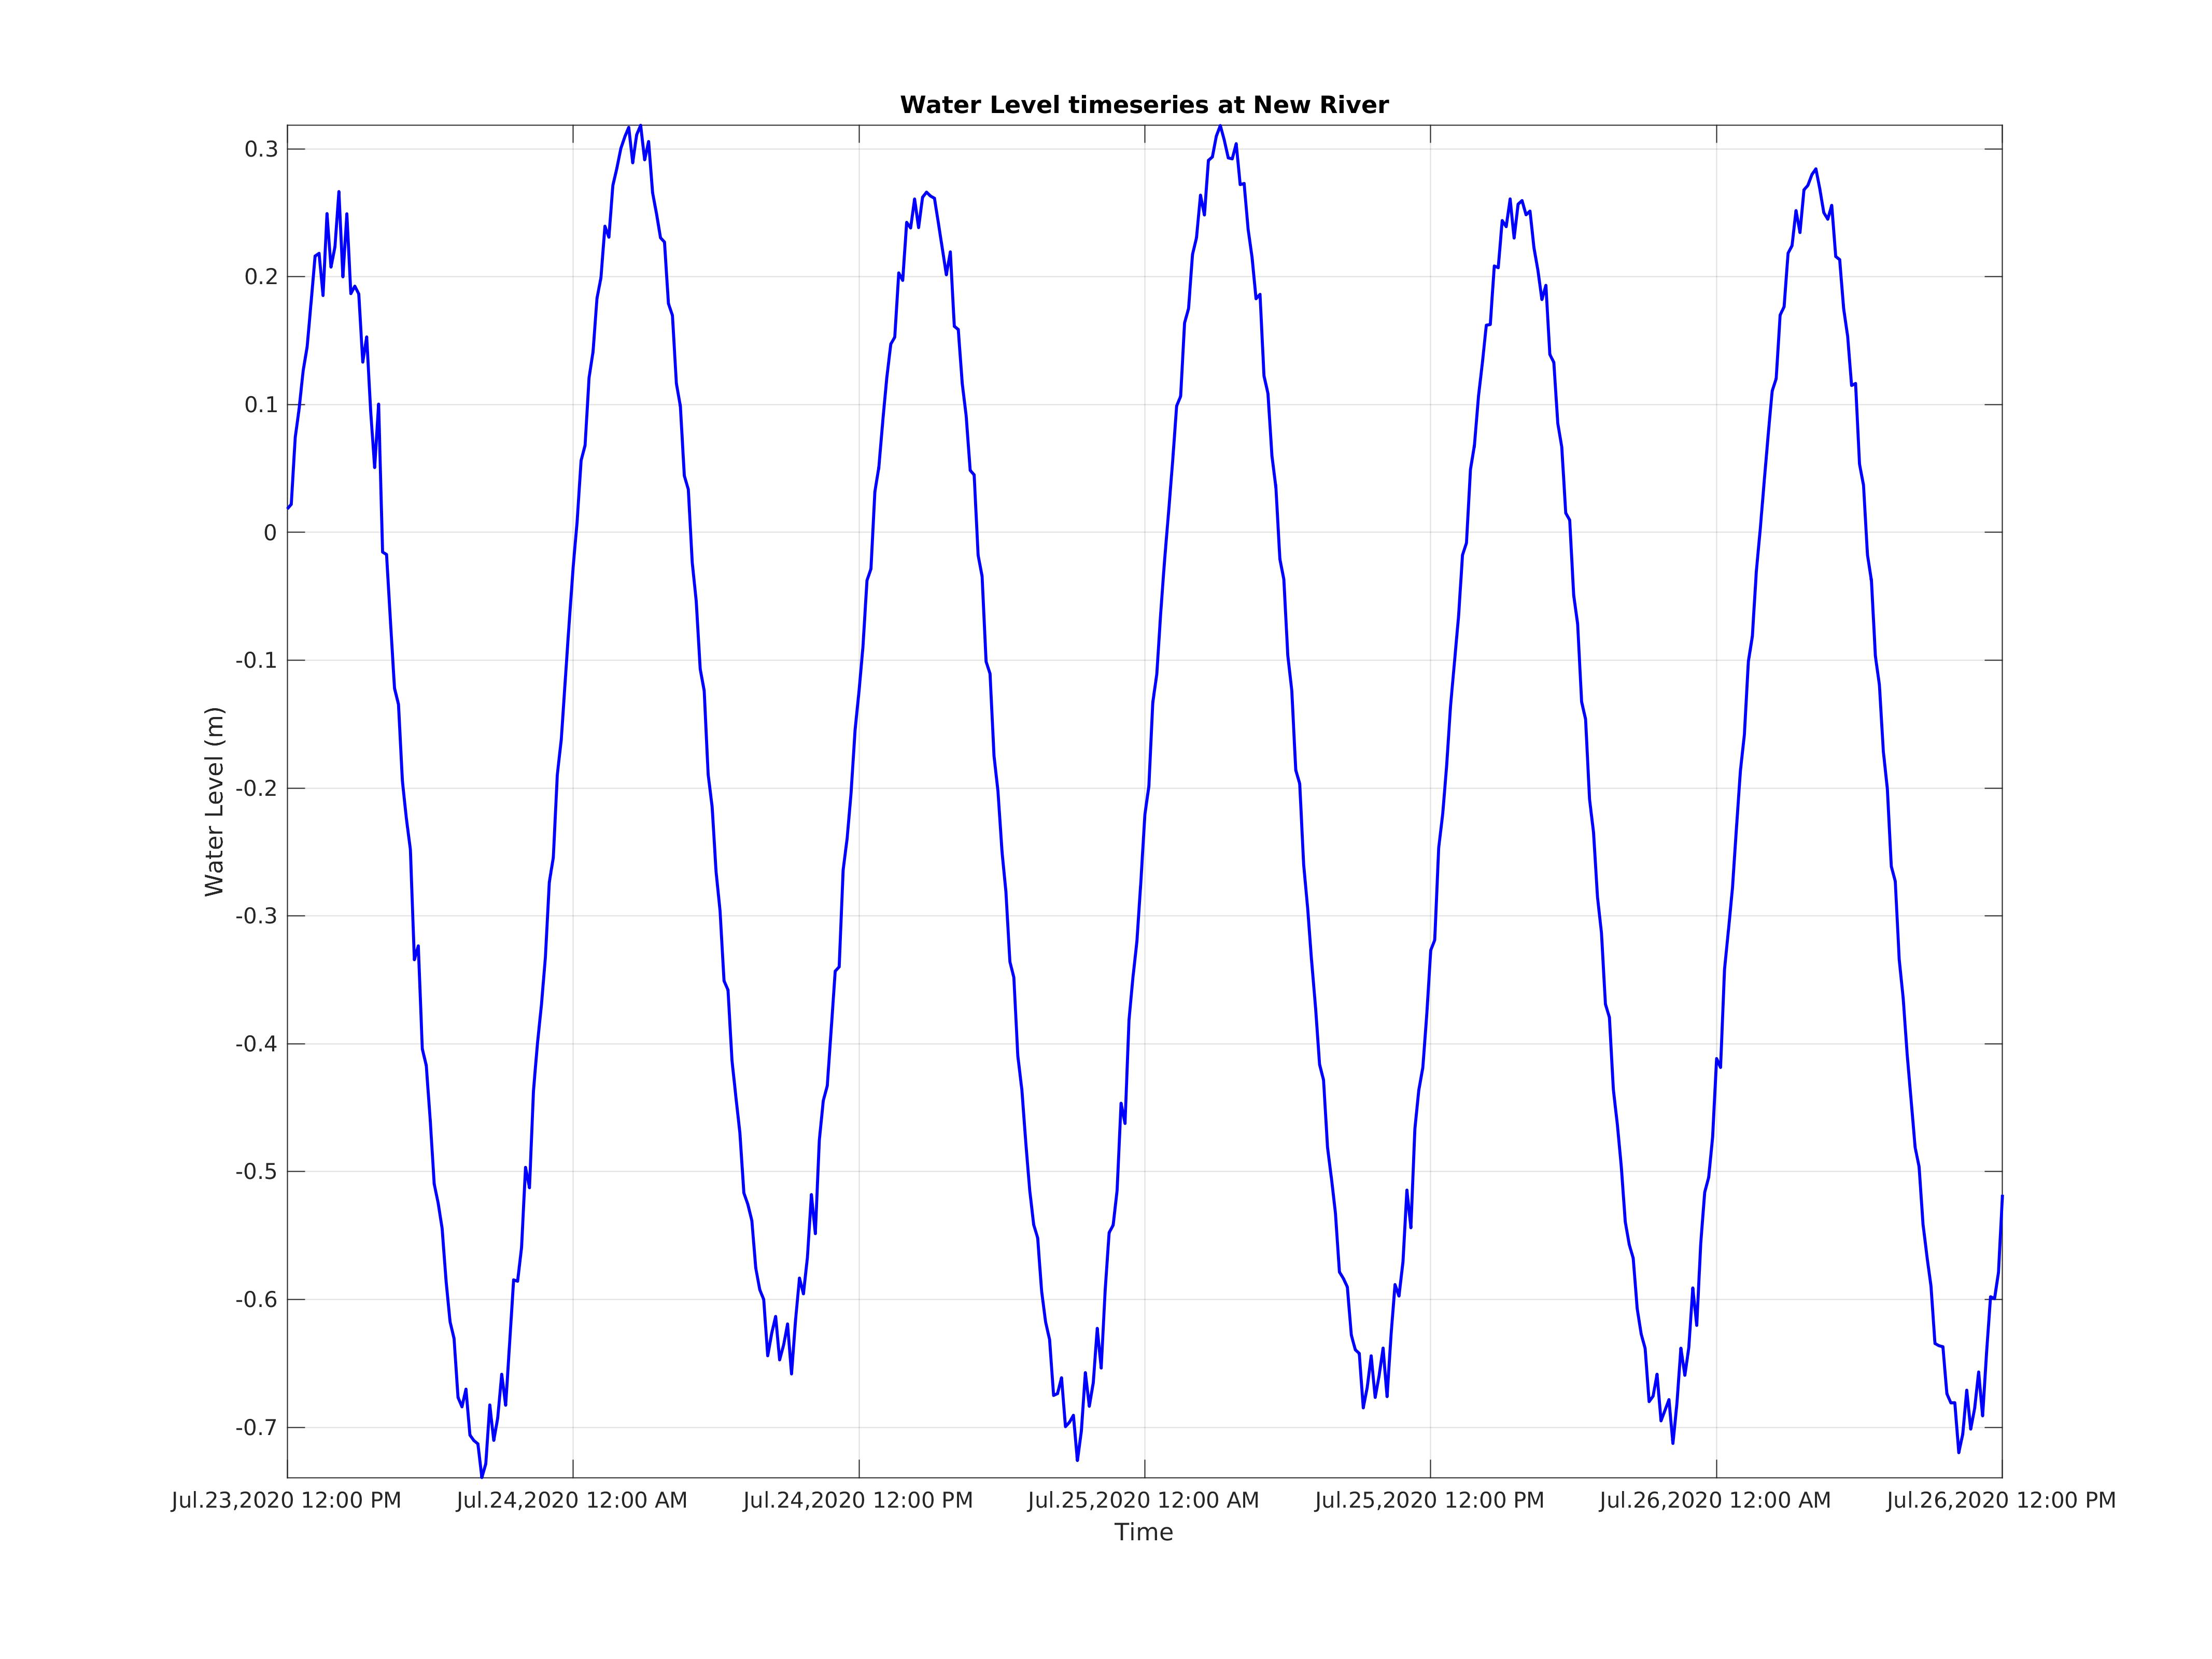 Water Level timeseries at New River
Water Level (m)
0.3
0.2
0.1
0
-0.1
-0.2
-0.3
-0.4
-0.5
-0.6
-0.7
Jul.23,2020 12:00 PM
Jul.24,2020 12:00 AM
Jul.24,2020 12:00 PM
Jul.25,2020 12:00 AM
Jul.25,2020 12:00 PM
Jul.26,2020 12:00 AM
Jul.26,2020 12:00 PM
Time